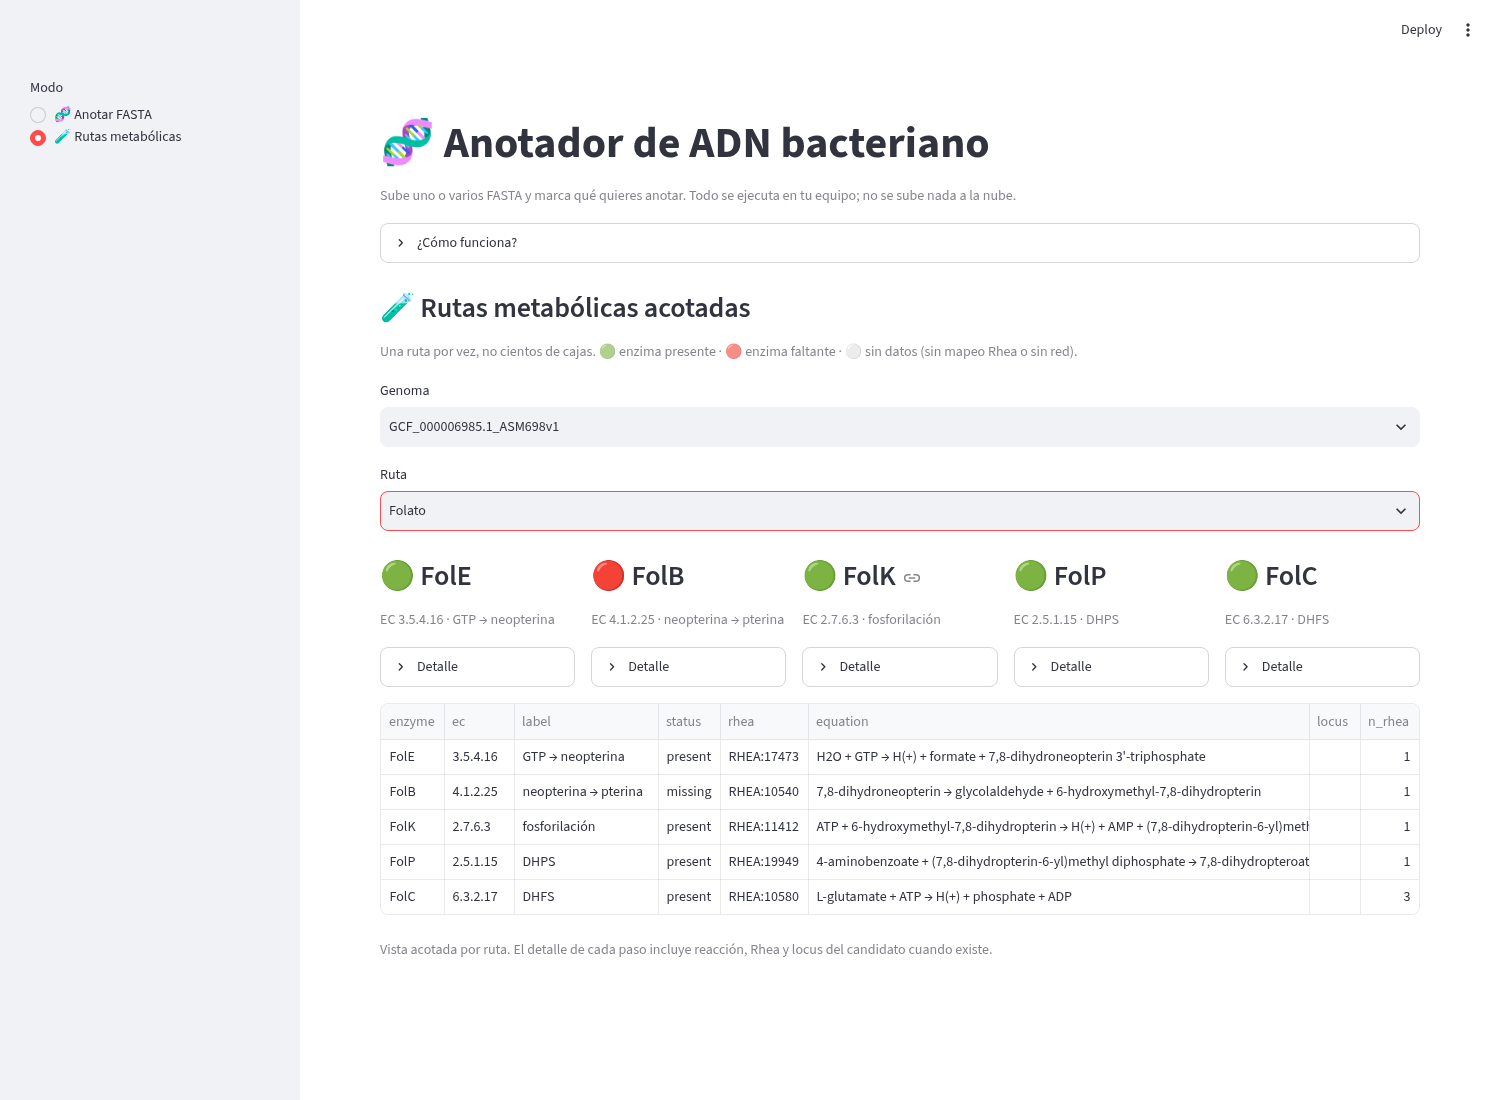 Deploy
Modo
Anotar FASTA
Rutas metabólicas
Anotador de ADN bacteriano
Sube uno o varios FASTA y marca qué quieres anotar. Todo se ejecuta en tu equipo; no se sube nada a la nube.
¿Cómo funciona?
Rutas metabólicas acotadas
Una ruta por vez, no cientos de cajas. 🟢 enzima presente · 🔴 enzima faltante · ⚪ sin datos (sin mapeo Rhea o sin red).
Genoma
GCF_000006985.1_ASM698v1
Ruta
Folato
FolE FolB FolK FolP FolC
EC 3.5.4.16 · GTP → neopterina EC 4.1.2.25 · neopterina → pterina EC 2.7.6.3 · fosforilación EC 2.5.1.15 · DHPS EC 6.3.2.17 · DHFS
Detalle Detalle Detalle Detalle Detalle
enzyme ec label status rhea equation locus n_rhea
FolE 3.5.4.16 GTP → neopterina present RHEA:17473 H2O + GTP → H(+) + formate + 7,8-dihydroneopterin 3'-triphosphate 1
FolB 4.1.2.25 neopterina → pterina missing RHEA:10540 7,8-dihydroneopterin → glycolaldehyde + 6-hydroxymethyl-7,8-dihydropterin 1
FolK 2.7.6.3 fosforilación present RHEA:11412 ATP + 6-hydroxymethyl-7,8-dihydropterin → H(+) + AMP + (7,8-dihydropterin-6-yl)meth 1
FolP 2.5.1.15 DHPS present RHEA:19949 4-aminobenzoate + (7,8-dihydropterin-6-yl)methyl diphosphate → 7,8-dihydropteroat 1
FolC 6.3.2.17 DHFS present RHEA:10580 L-glutamate + ATP → H(+) + phosphate + ADP 3
Vista acotada por ruta. El detalle de cada paso incluye reacción, Rhea y locus del candidato cuando existe.